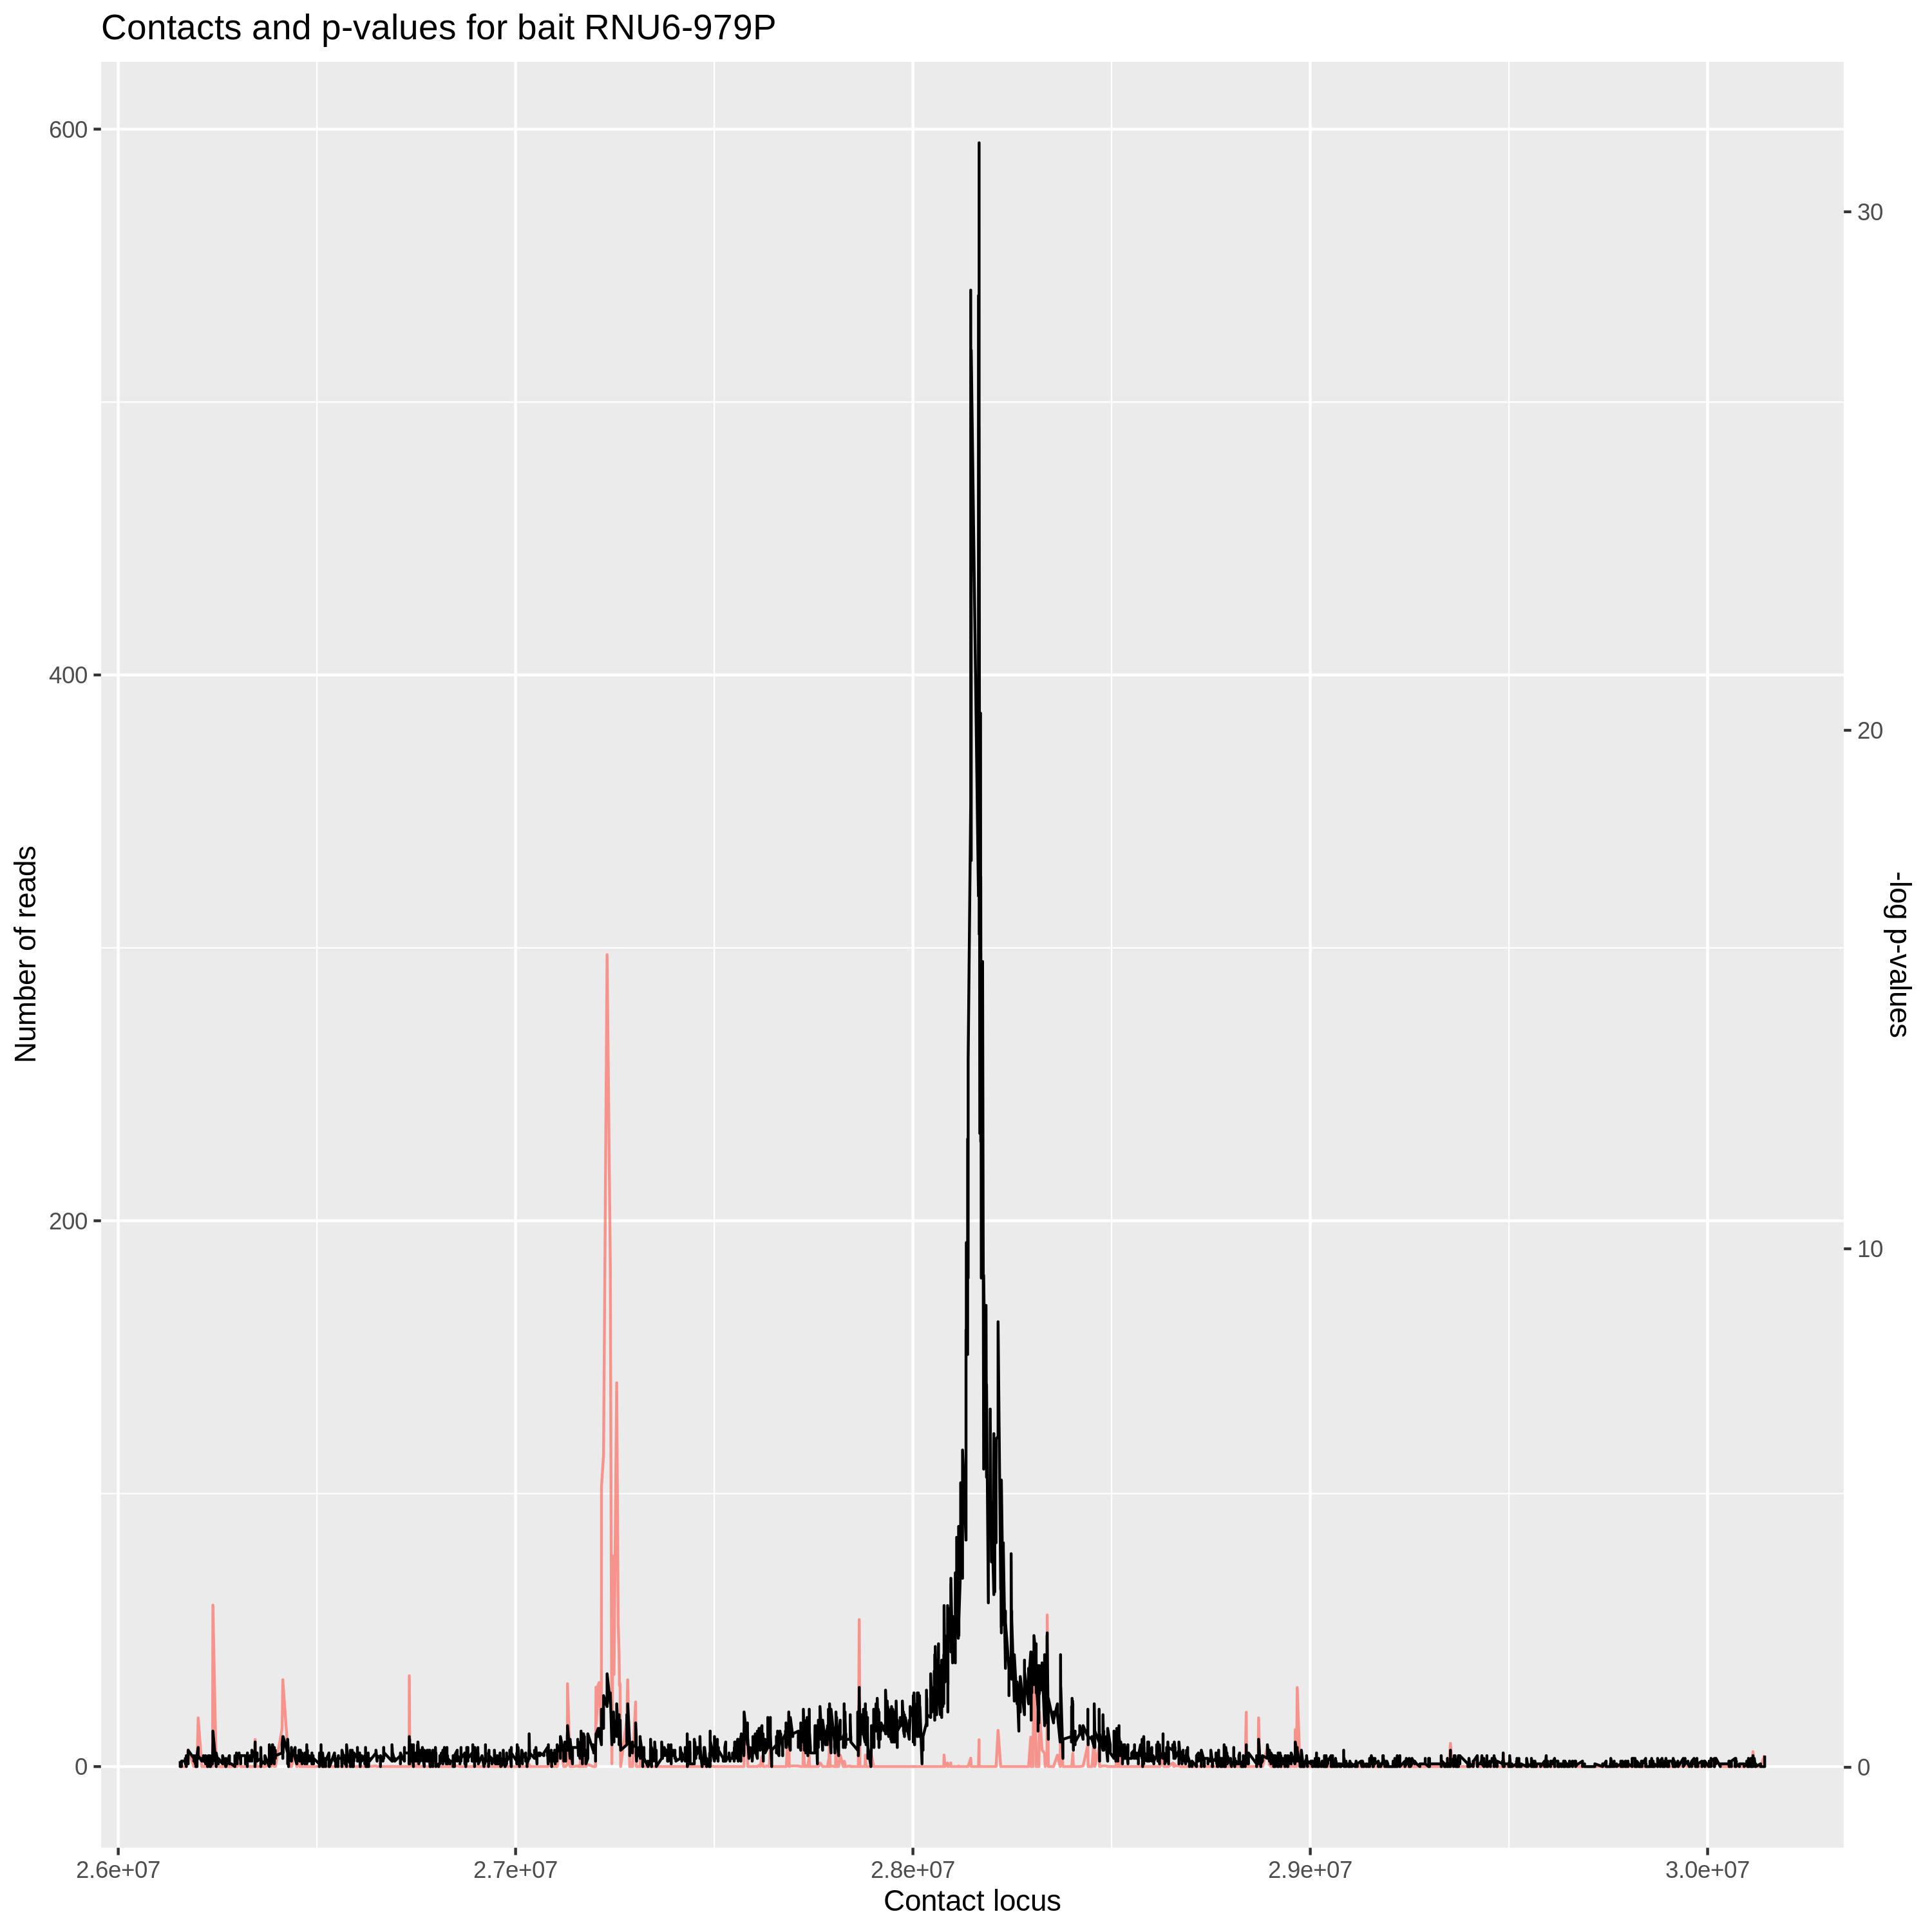 Contacts and p-values for bait RNU6-979P
600
400
200
0
30
20
10
0
Number of reads
-log p-values
2.6e+07
2.7e+07
2.8e+07
2.9e+07
3.0e+07
Contact locus